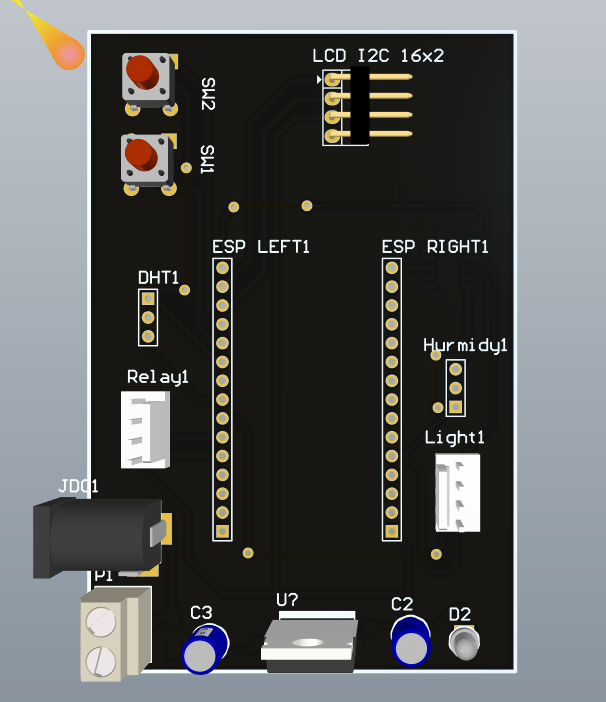 LCD I2C 16x2
SW2
SW1
ESP LEFT1
ESP RIGHT1
DHT1
Hurmidy1
Relay1
Light1
JDC1
P1
U?
C3
C2
D2